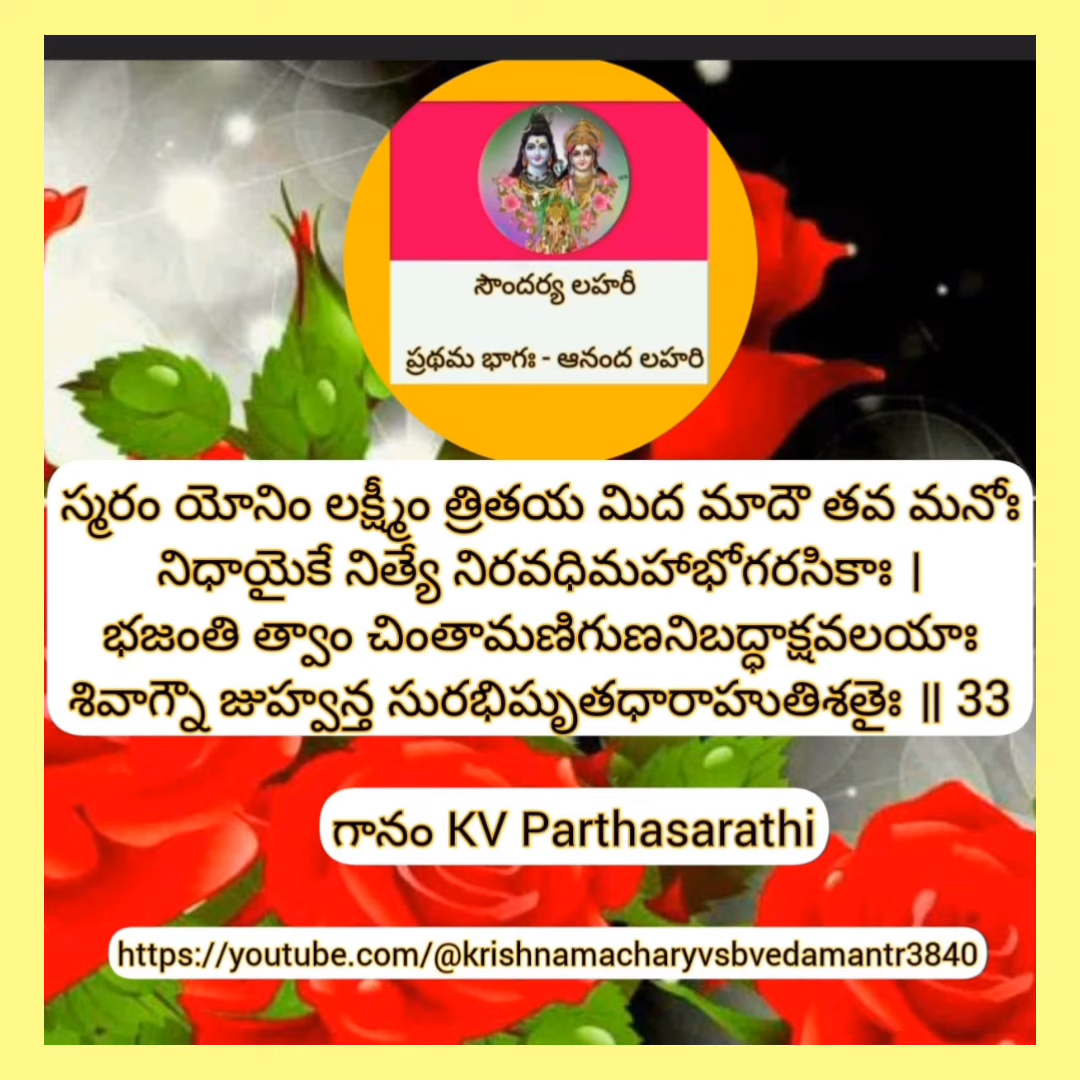 సౌందర్య లహరీ
ప్రథమ భాగః - ఆనంద లహరి
స్మరం యోనిం లక్ష్మీం త్రితయ మిద మాదౌ తవ మనోః
నిధాయైకే నిత్యే నిరవధిమహాభోగరసికాః |
భజంతి త్వాం చింతామణిగుణనిబద్ధాక్షవలయాః
శివాగ్నౌ జుహ్వన్త సురభిఘృతధారాహుతిశతైః || 33
గానం KV Parthasarathi
https://youtube.com/@krishnamacharyvsbvedamantr3840